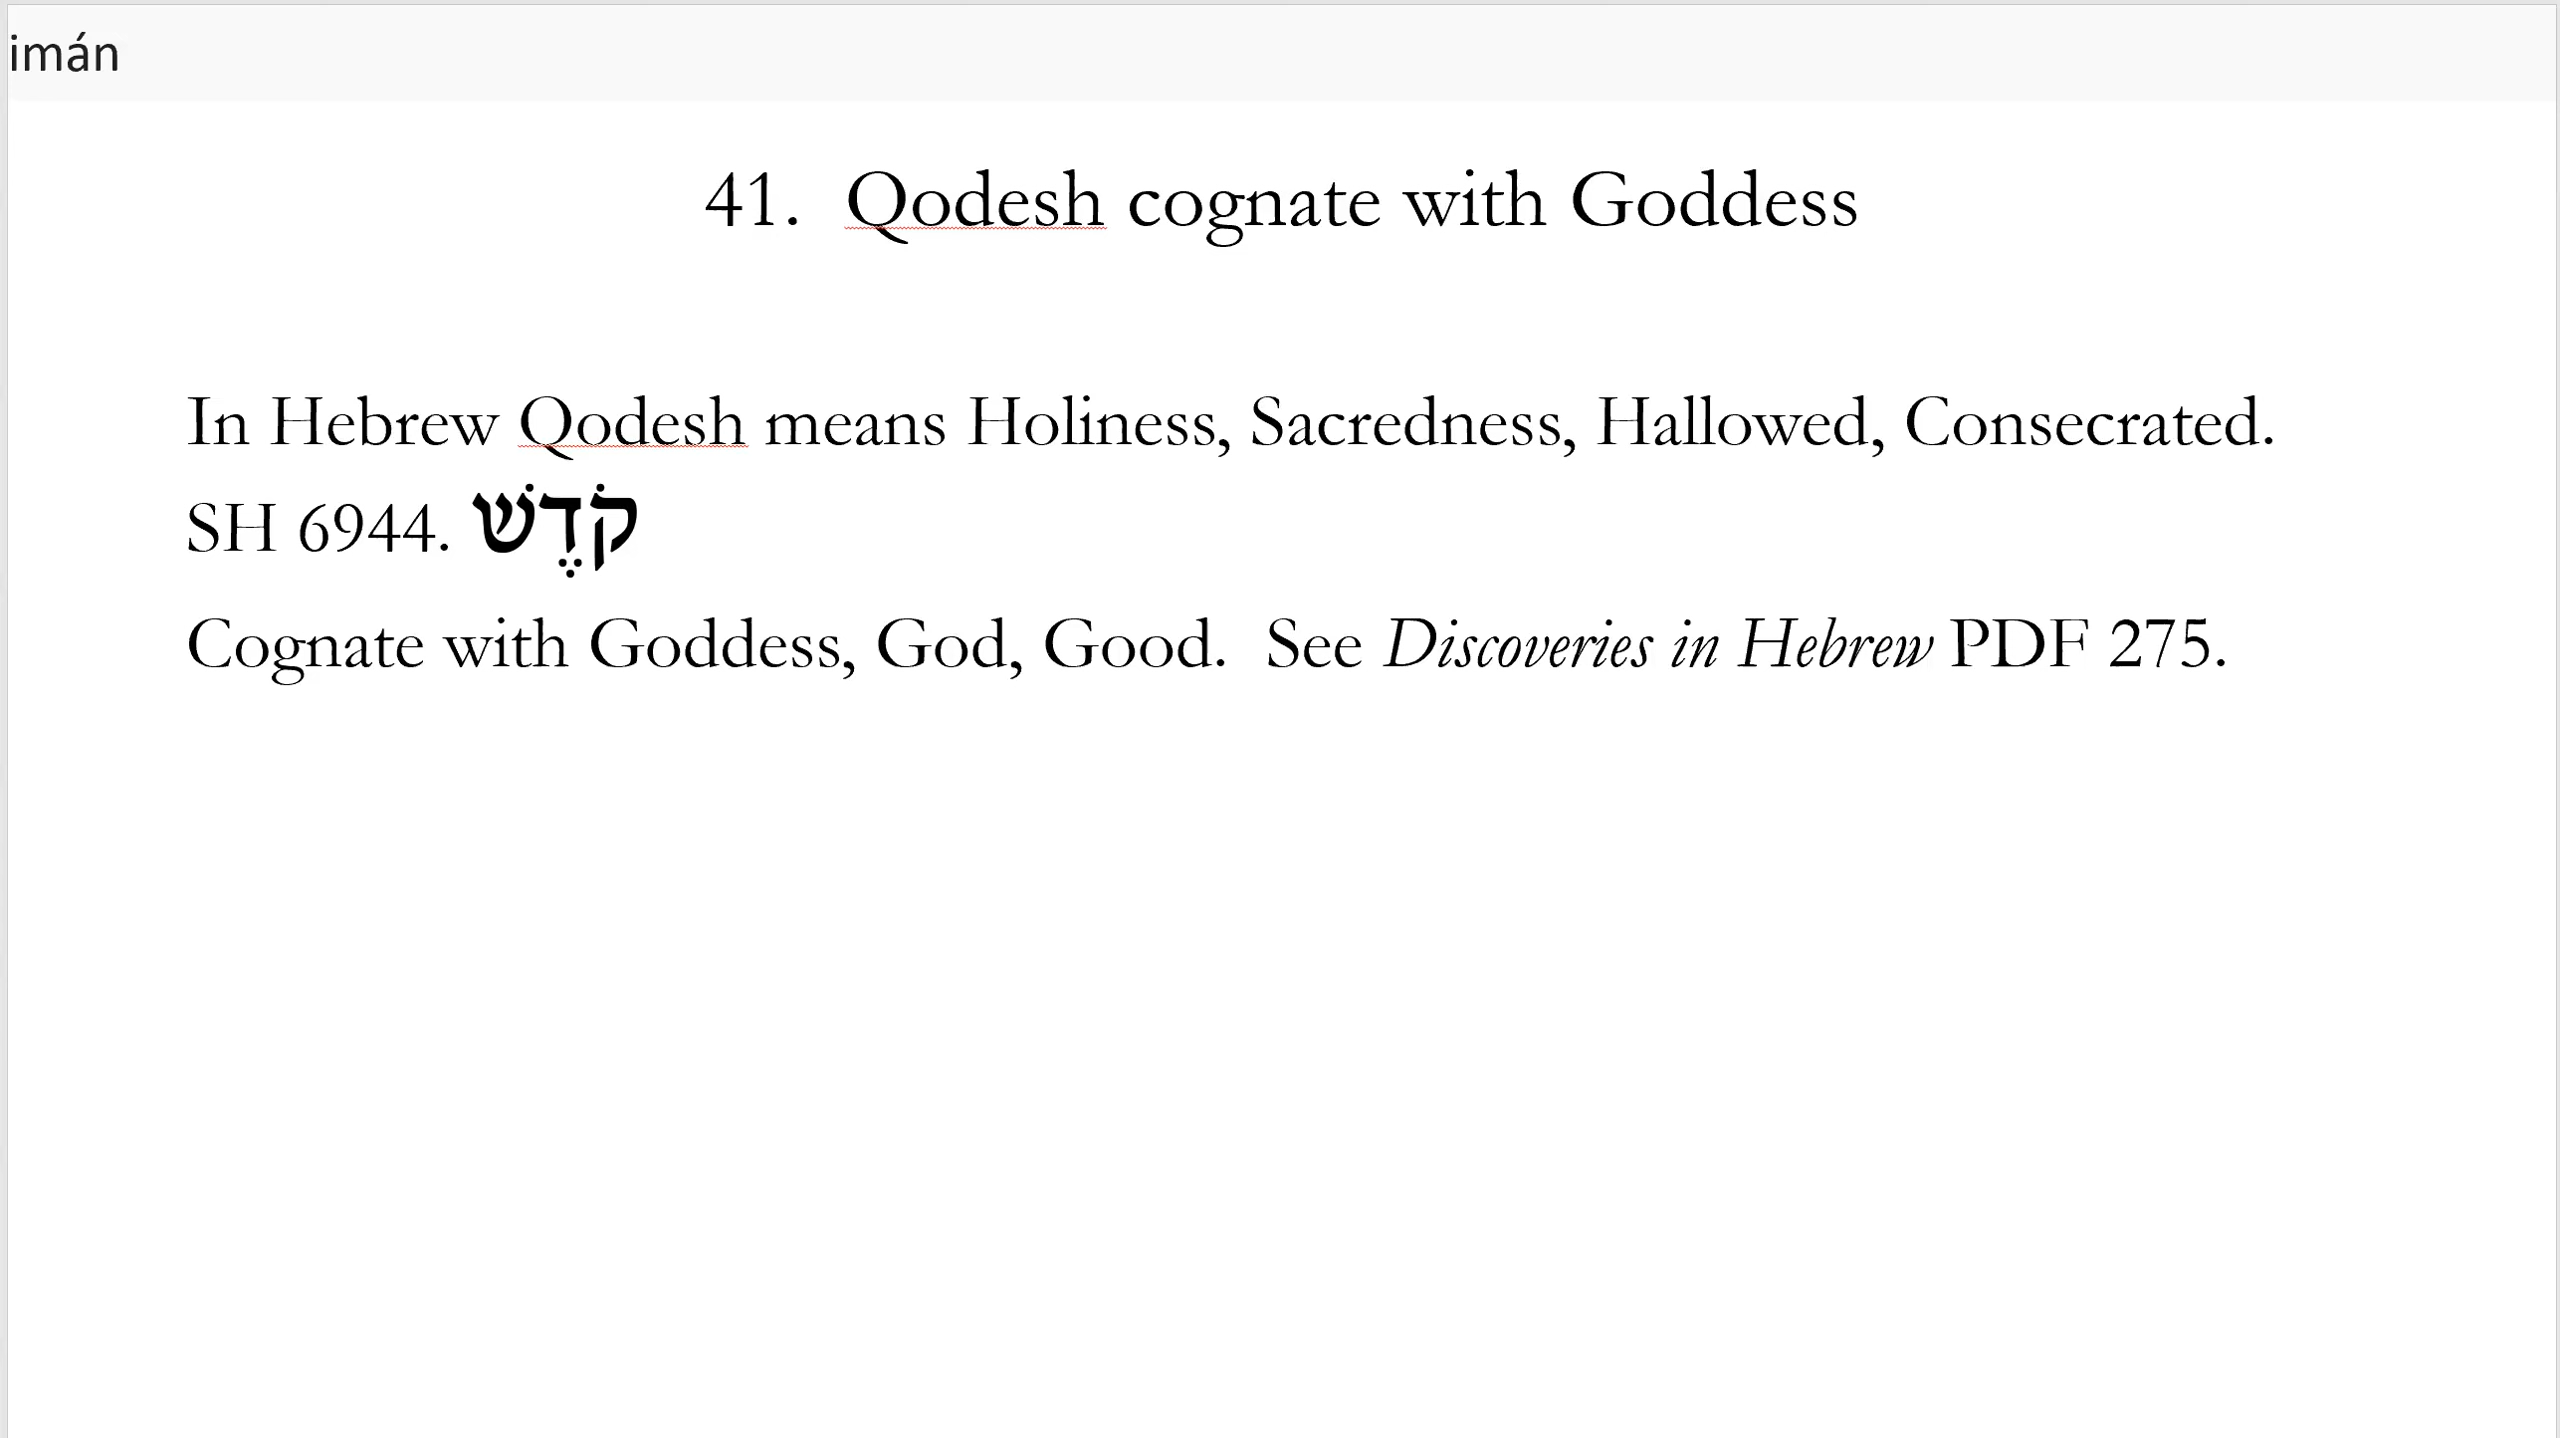 imán
41.  Qodesh cognate with Goddess
In Hebrew Qodesh means Holiness, Sacredness, Hallowed, Consecrated.
SH 6944. קֹדֶשׁ
Cognate with Goddess, God, Good.  See Discoveries in Hebrew PDF 275.